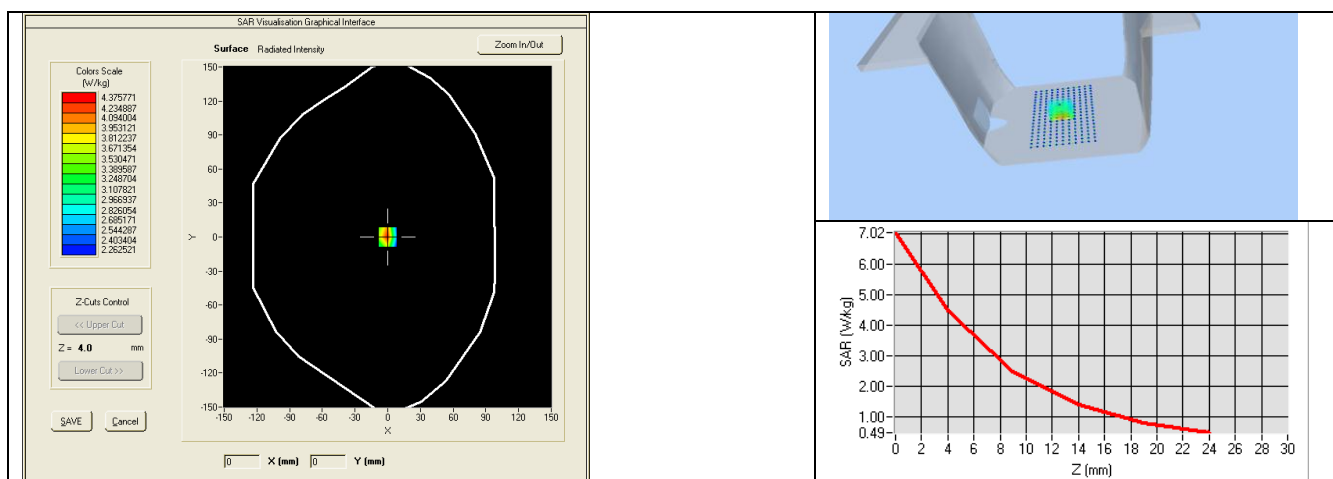 SAR Visualisation Graphical Interface
Surface Radiated Intensity
Zoom In/Out
Colors Scale
(W/kg)
4.375771
4.234887
4.094004
3.953121
3.812237
3.671354
3.530471
3.389587
3.248704
3.107821
2.966937
2.826054
2.685171
2.544287
2.403404
2.262521
Z-Cuts Control
<< Upper Cut
Z = 4.0 mm
Lower Cut >>
SAVE Cancel
150
120
90
60
30
0
-30
-60
-90
-120
-150
Y
-150 -120 -90 -60 -30 0 30 60 90 120 150
X
0 X (mm) 0 Y (mm)
7.02
6.00
5.00
4.00
3.00
2.00
1.00
0.49
SAR (W/kg)
0 2 4 6 8 10 12 14 16 18 20 22 24 26 28 30
Z (mm)